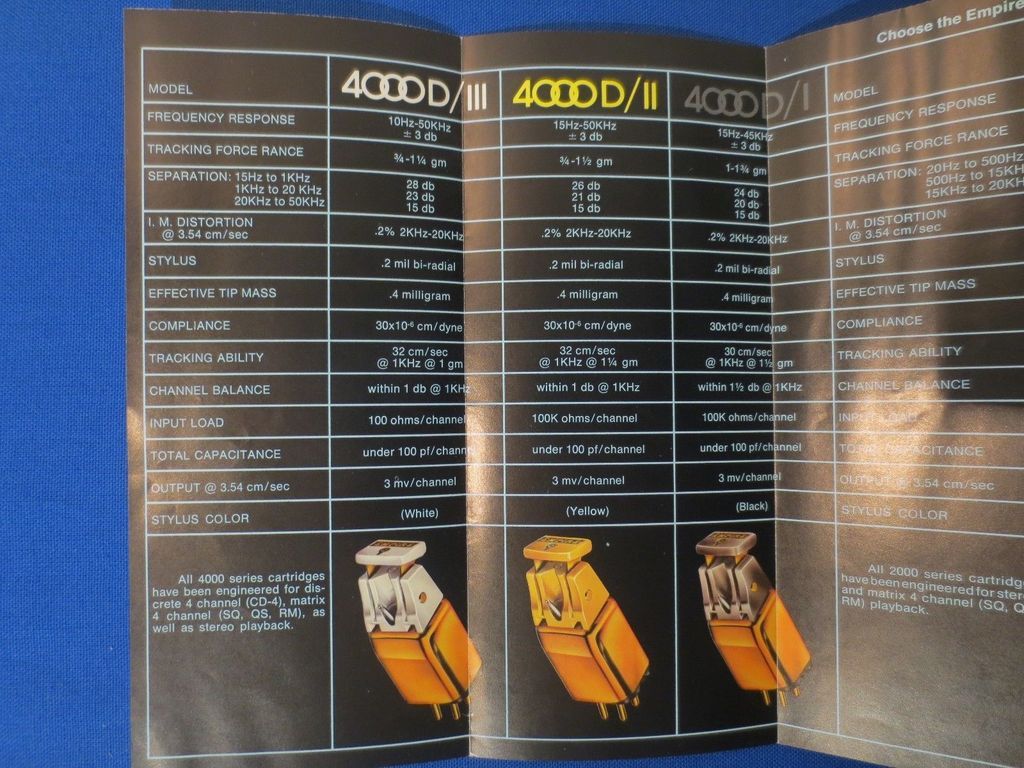 Choose the Empire
MODEL 4000 D/III 4000 D/II 4000 D/I MODEL
FREQUENCY RESPONSE 10Hz-50KHz ± 3 db 15Hz-50KHz ± 3 db 15Hz-45KHz ± 3 db FREQUENCY RESPONSE
TRACKING FORCE RANGE ¾-1¼ gm ¾-1½ gm 1-1¾ gm TRACKING FORCE RANGE
SEPARATION: 15Hz to 1KHz 28 db 26 db 24 db SEPARATION: 20Hz to 500Hz
1KHz to 20 KHz 23 db 21 db 20 db 500Hz to 15KH
20KHz to 50KHz 15 db 15 db 15 db 15KHz to 20KH
I. M. DISTORTION I. M. DISTORTION
@ 3.54 cm/sec .2% 2KHz-20KHz .2% 2KHz-20KHz .2% 2KHz-20KHz @ 3.54 cm/sec
STYLUS .2 mil bi-radial .2 mil bi-radial .2 mil bi-radial STYLUS
EFFECTIVE TIP MASS .4 milligram .4 milligram .4 milligram EFFECTIVE TIP MASS
COMPLIANCE 30x10-⁶ cm/dyne 30x10-⁶ cm/dyne 30x10-⁶ cm/dyne COMPLIANCE
TRACKING ABILITY 32 cm/sec 32 cm/sec 30 cm/sec TRACKING ABILITY
@ 1KHz @ 1 gm @ 1KHz @ 1¼ gm @ 1KHz @ 1½ gm
CHANNEL BALANCE within 1 db @ 1KHz within 1 db @ 1KHz within 1½ db @ 1KHz CHANNEL BALANCE
INPUT LOAD 100 ohms/channel 100K ohms/channel 100K ohms/channel INPUT LOAD
TOTAL CAPACITANCE under 100 pf/channel under 100 pf/channel under 100 pf/channel TOTAL CAPACITANCE
OUTPUT @ 3.54 cm/sec 3 mv/channel 3 mv/channel 3 mv/channel OUTPUT @ 3.54 cm/sec
STYLUS COLOR (White) (Yellow) (Black) STYLUS COLOR
All 4000 series cartridges
have been engineered for dis-
crete 4 channel (CD-4), matrix
4 channel (SQ, QS, RM), as
well as stereo playback.
All 2000 series cartridg
have been engineered for ster
and matrix 4 channel (SQ, Q
RM) playback.